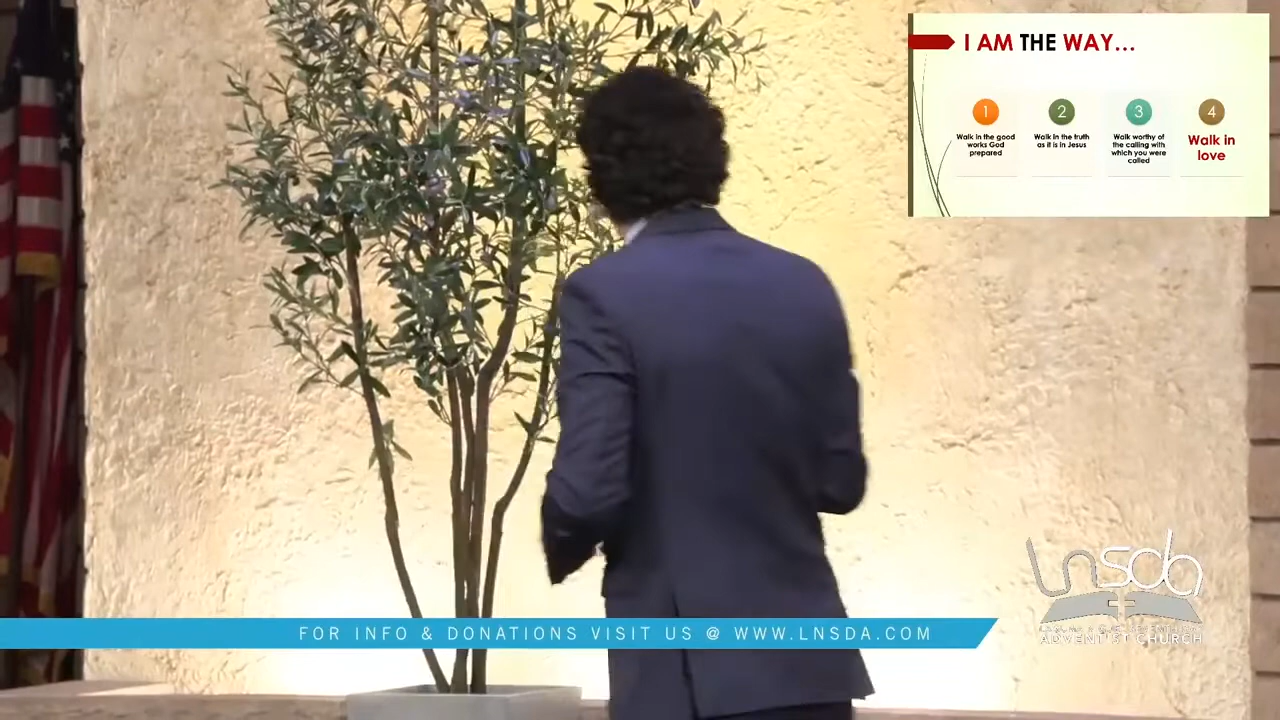 I AM THE WAY...
1
Walk in the good
works God
prepared
2
Walk in the truth
as it is in Jesus
3
Walk worthy of
the calling with
which you were
called
4
Walk in
love
FOR INFO & DONATIONS VISIT US @ WWW.LNSDA.COM
LNSDA
ADVENTIST CHURCH